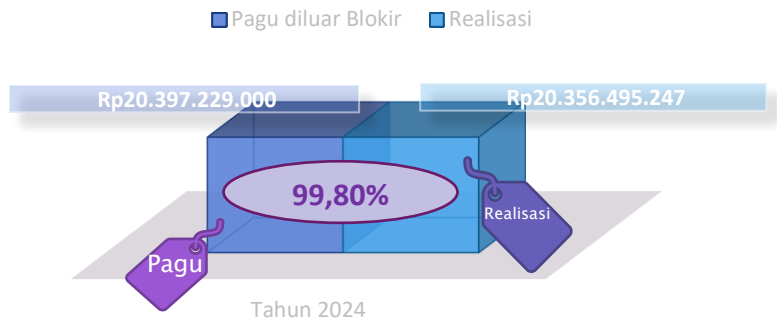 Pagu diluar Blokir Realisasi
Rp20.397.229.000 Rp20.356.495.247
99,80%
Realisasi
Pagu
Tahun 2024